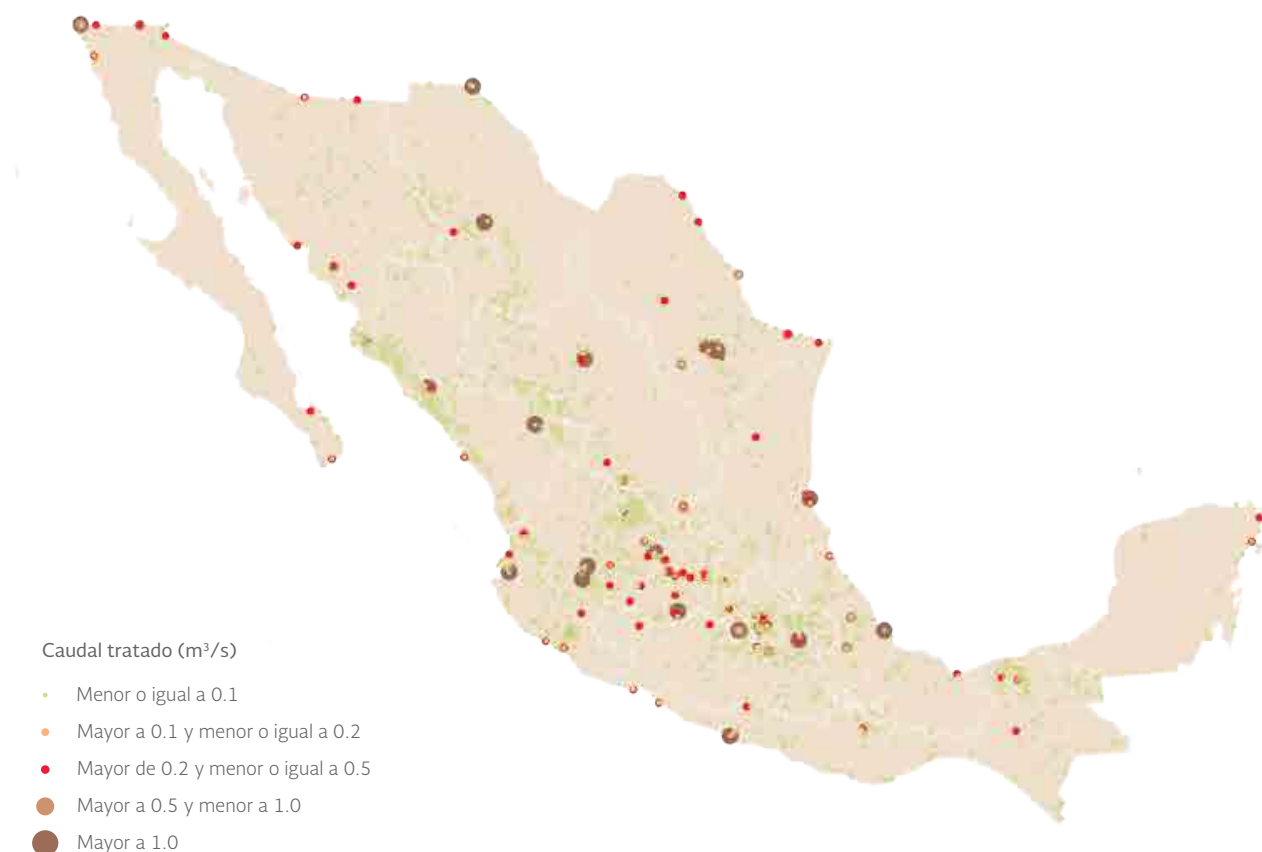 Caudal tratado (m³/s)
Menor o igual a 0.1
Mayor a 0.1 y menor o igual a 0.2
Mayor de 0.2 y menor o igual a 0.5
Mayor a 0.5 y menor a 1.0
Mayor a 1.0